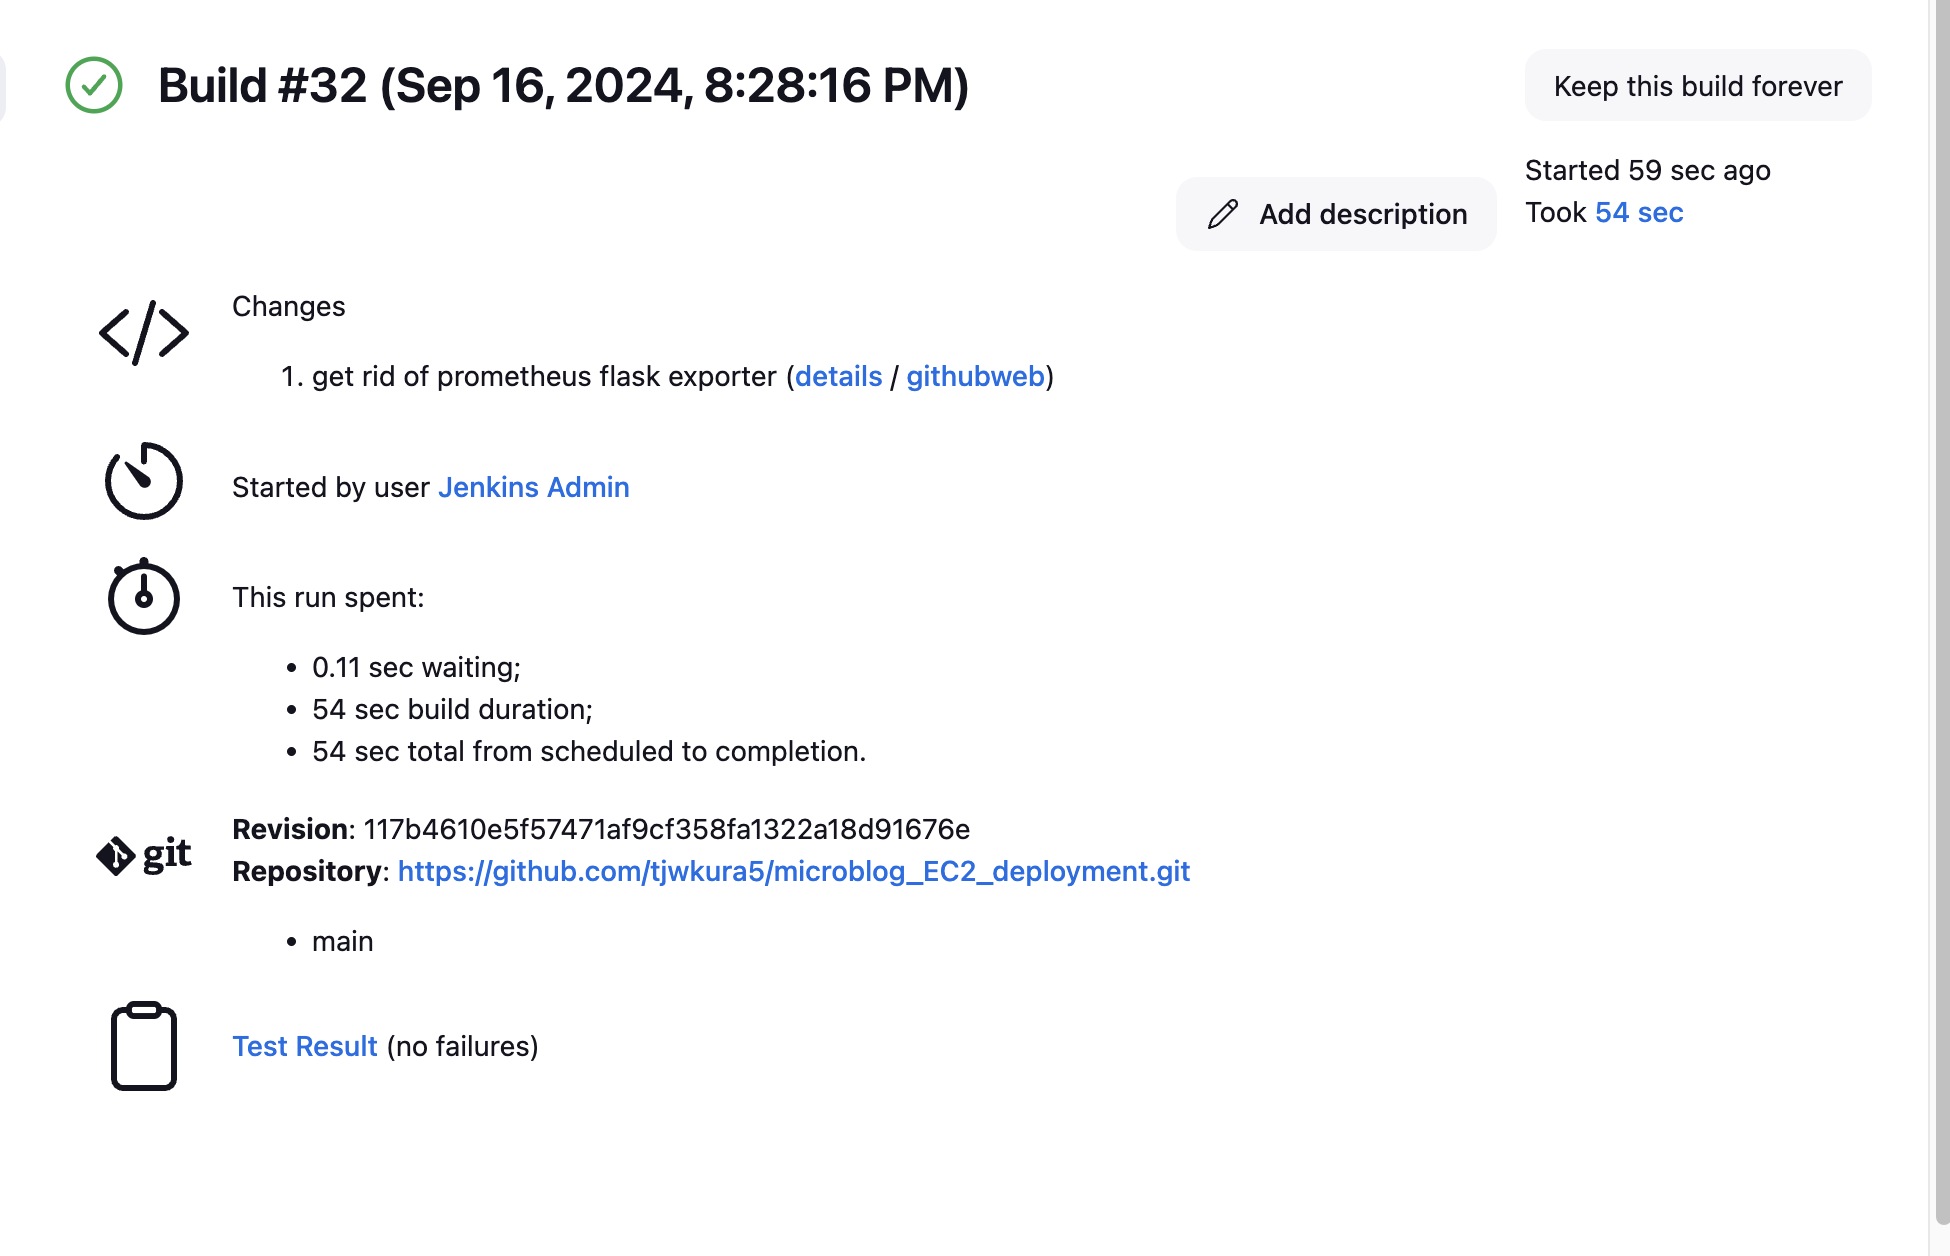 Build #32 (Sep 16, 2024, 8:28:16 PM)
Keep this build forever
Started 59 sec ago
Took 54 sec
Add description
Changes
1. get rid of prometheus flask exporter (details / githubweb)
Started by user Jenkins Admin
This run spent:
• 0.11 sec waiting;
• 54 sec build duration;
• 54 sec total from scheduled to completion.
git
Revision: 117b4610e5f57471af9cf358fa1322a18d91676e
Repository: https://github.com/tjwkura5/microblog_EC2_deployment.git
• main
Test Result (no failures)